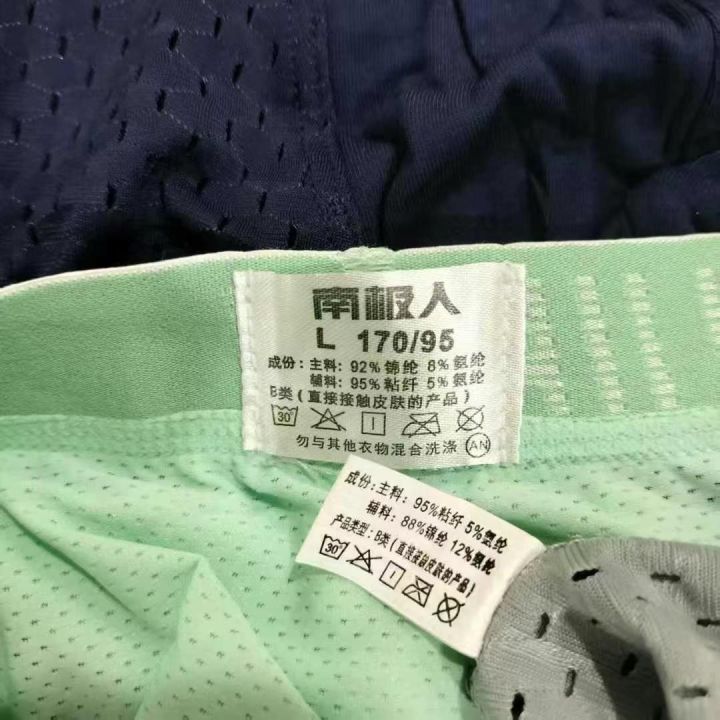 南极人
L 170/95
成份:主料:92%锦纶 8%氨纶
辅料:95%粘纤 5%氨纶
B类(直接接触皮肤的产品)
30
勿与其他衣物混合洗涤 AN
成份:主料:95%粘纤 5%氨纶
辅料:88%锦纶 12%氨纶
产品类型:B类(直接接触皮肤的产品)
30